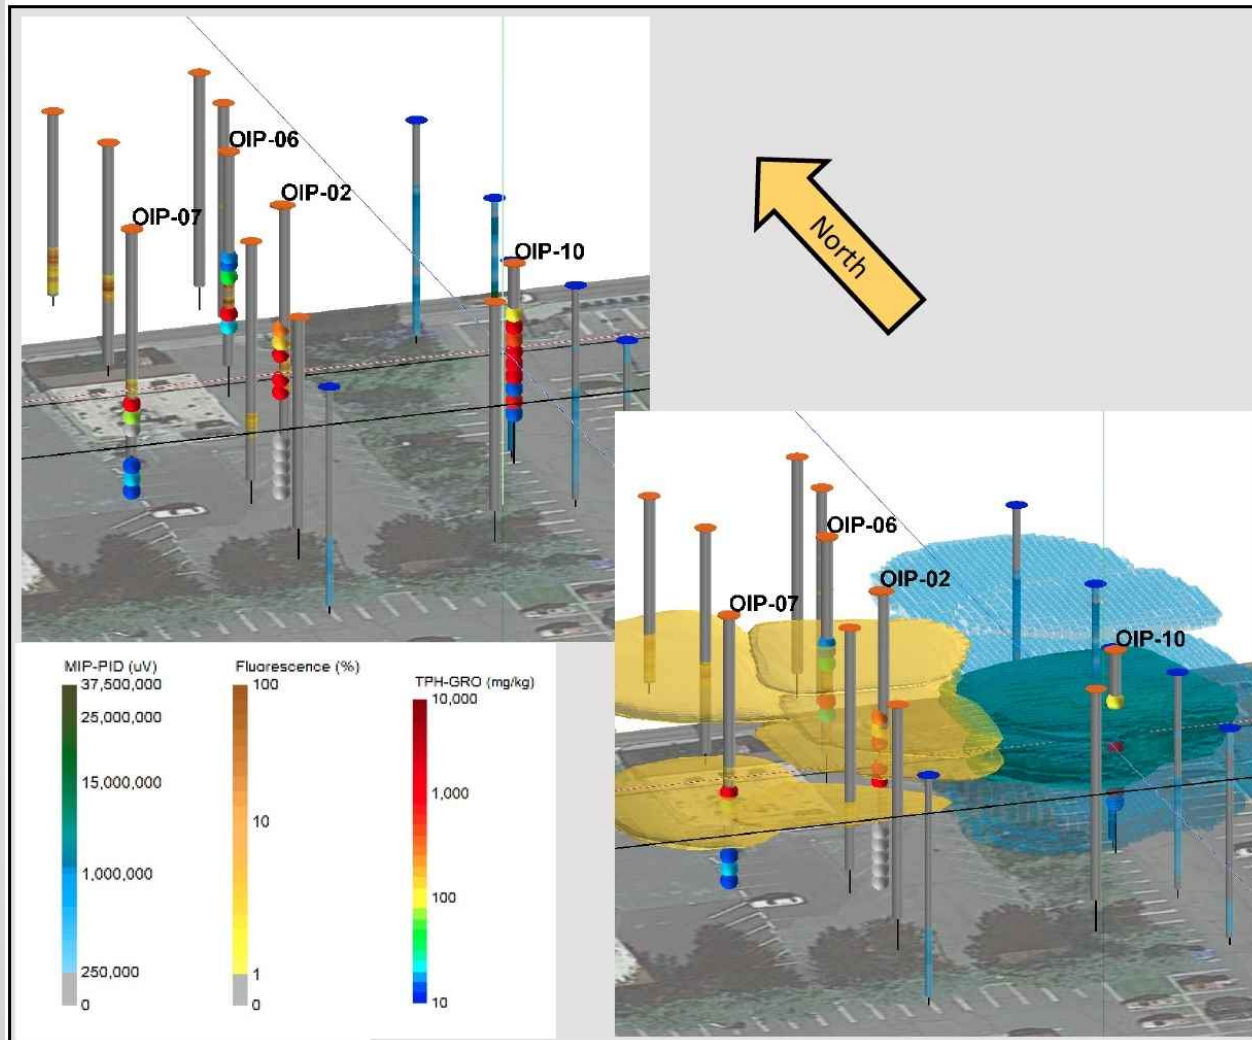 OIP-06
OIP-02
OIP-07
OIP-10
North
OIP-06
OIP-02
OIP-07
OIP-10
MIP-PID (uV)
37,500,000
25,000,000
15,000,000
1,000,000
250,000
0
Fluorescence (%)
100
10
1
0
TPH-GRO (mg/kg)
10,000
1,000
100
10